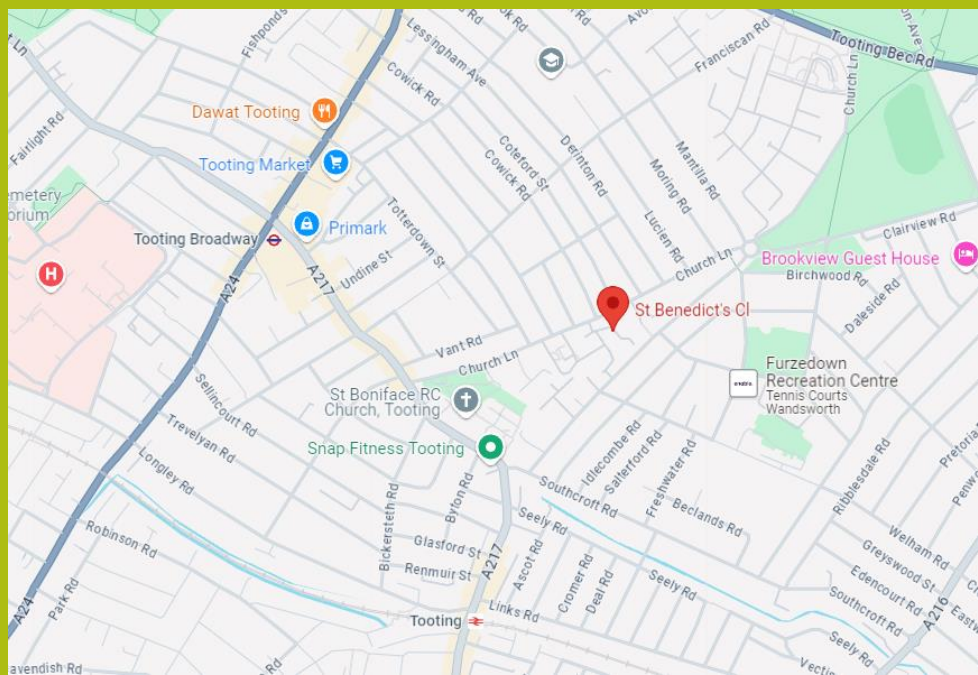 Fishponds
Lessingham Ave
Cowick Rd
Franciscan Rd
Tooting Bec Rd
Church Ln
Fairlight Rd
Dawat Tooting
Tooting Market
Primark
Tooting Broadway
A24
A217
Undine St
Totterdown St
Coteford St
Cowick Rd
Derinton Rd
Moring Rd
Mantilla Rd
Lucien Rd
Church Ln
Clairview Rd
Brookview Guest House
Birchwood Rd
Daleside Rd
H
St Benedict's Cl
Vant Rd
Church Ln
St Boniface RC
Church, Tooting
Snap Fitness Tooting
Furzedown
Recreation Centre
Tennis Courts
Wandsworth
Sellincourt Rd
Trevelyan Rd
Longley Rd
Robinson Rd
Park Rd
A24
Bickersteth Rd
Byton Rd
Glasford St
Renmuir St
A217
Tooting
Links Rd
Seely Rd
Ascot Rd
Cromer Rd
Deal Rd
Southcroft Rd
Idlecombe Rd
Salterford Rd
Freshwater Rd
Beclands Rd
Seely Rd
Ribblesdale Rd
Welham Rd
Greyswood St
Edencourt Rd
Southcroft Rd
Seely Rd
A216